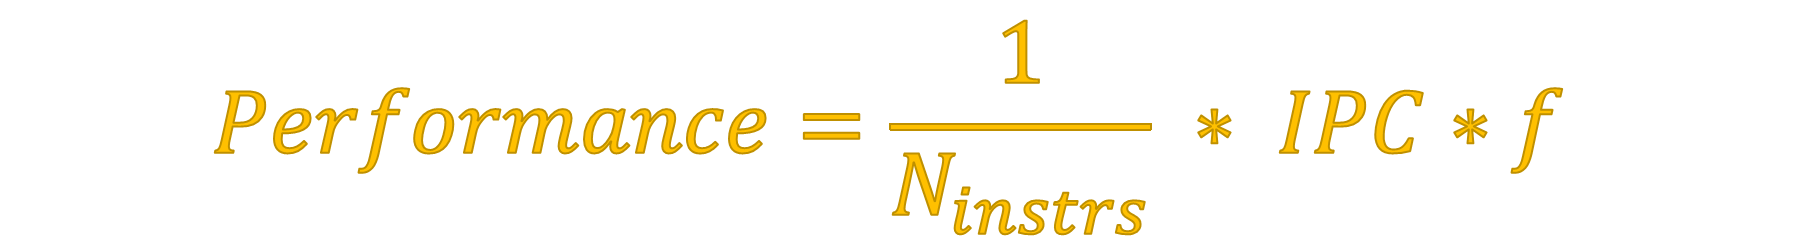 Performance = 1 / N_instrs * IPC * f